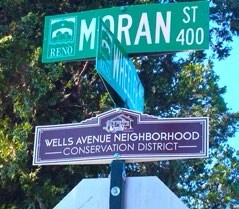 MORAN ST
RENO 400
WELLS AVENUE NEIGHBORHOOD
CONSERVATION DISTRICT